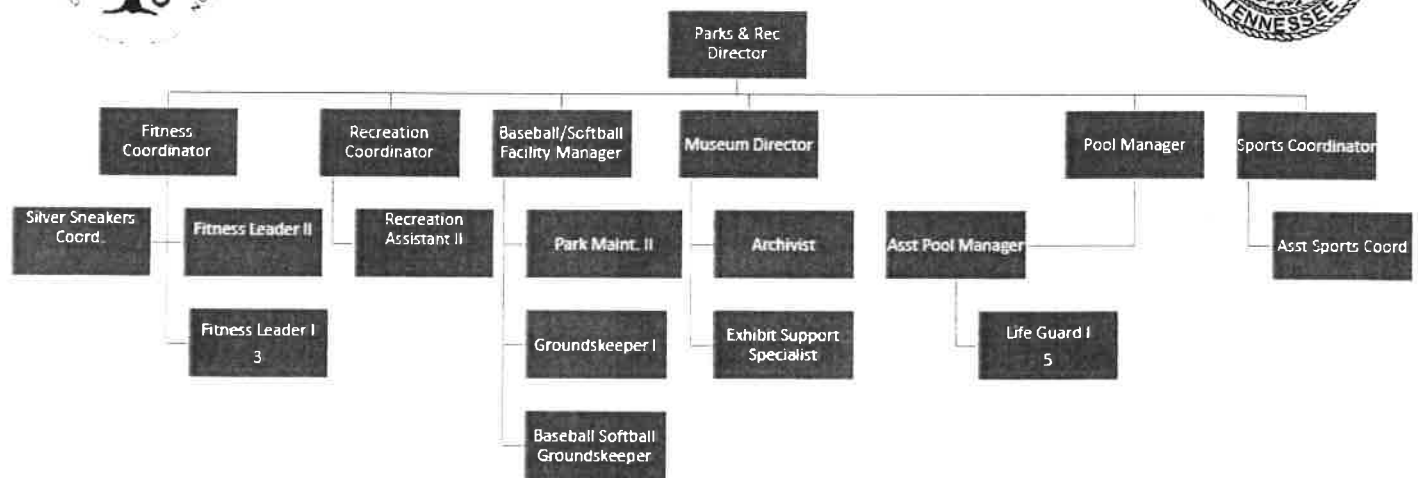 TENNESSEE
Parks & Rec
Director
Fitness
Coordinator
Recreation
Coordinator
Baseball/Softball
Facility Manager
Museum Director
Pool Manager
Sports Coordinator
Silver Sneakers
Coord.
Fitness Leader II
Recreation
Assistant II
Park Maint. II
Archivist
Asst Pool Manager
Asst Sports Coord
Fitness Leader I
3
Groundskeeper I
Exhibit Support
Specialist
Life Guard I
5
Baseball Softball
Groundskeeper